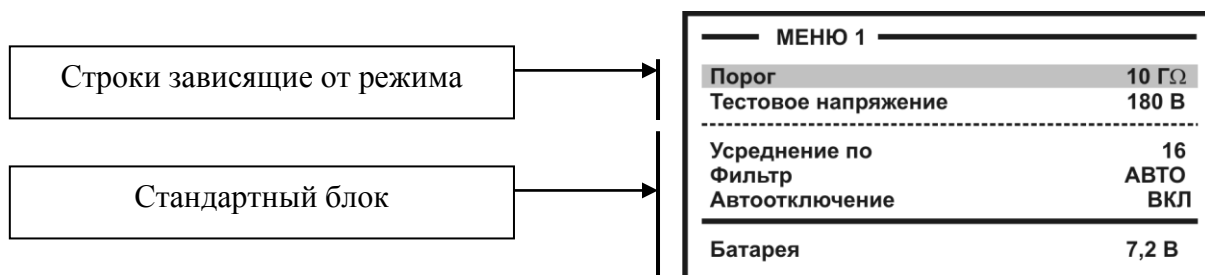 Строки зависящие от режима
Стандартный блок
МЕНЮ 1
Порог 10 ГΩ
Тестовое напряжение 180 В
Усреднение по 16
Фильтр АВТО
Автоотключение ВКЛ
Батарея 7,2 В